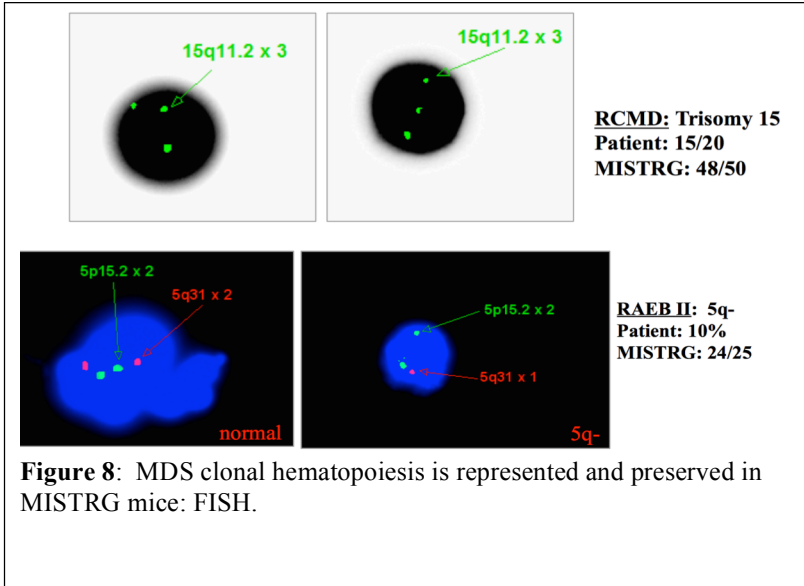 15q11.2 x 3
15q11.2 x 3
RCMD: Trisomy 15
Patient: 15/20
MISTRG: 48/50
5p15.2 x 2
5q31 x 2
normal
5p15.2 x 2
5q31 x 1
5q-
RAEB II: 5q-
Patient: 10%
MISTRG: 24/25
Figure 8: MDS clonal hematopoiesis is represented and preserved in
MISTRG mice: FISH.